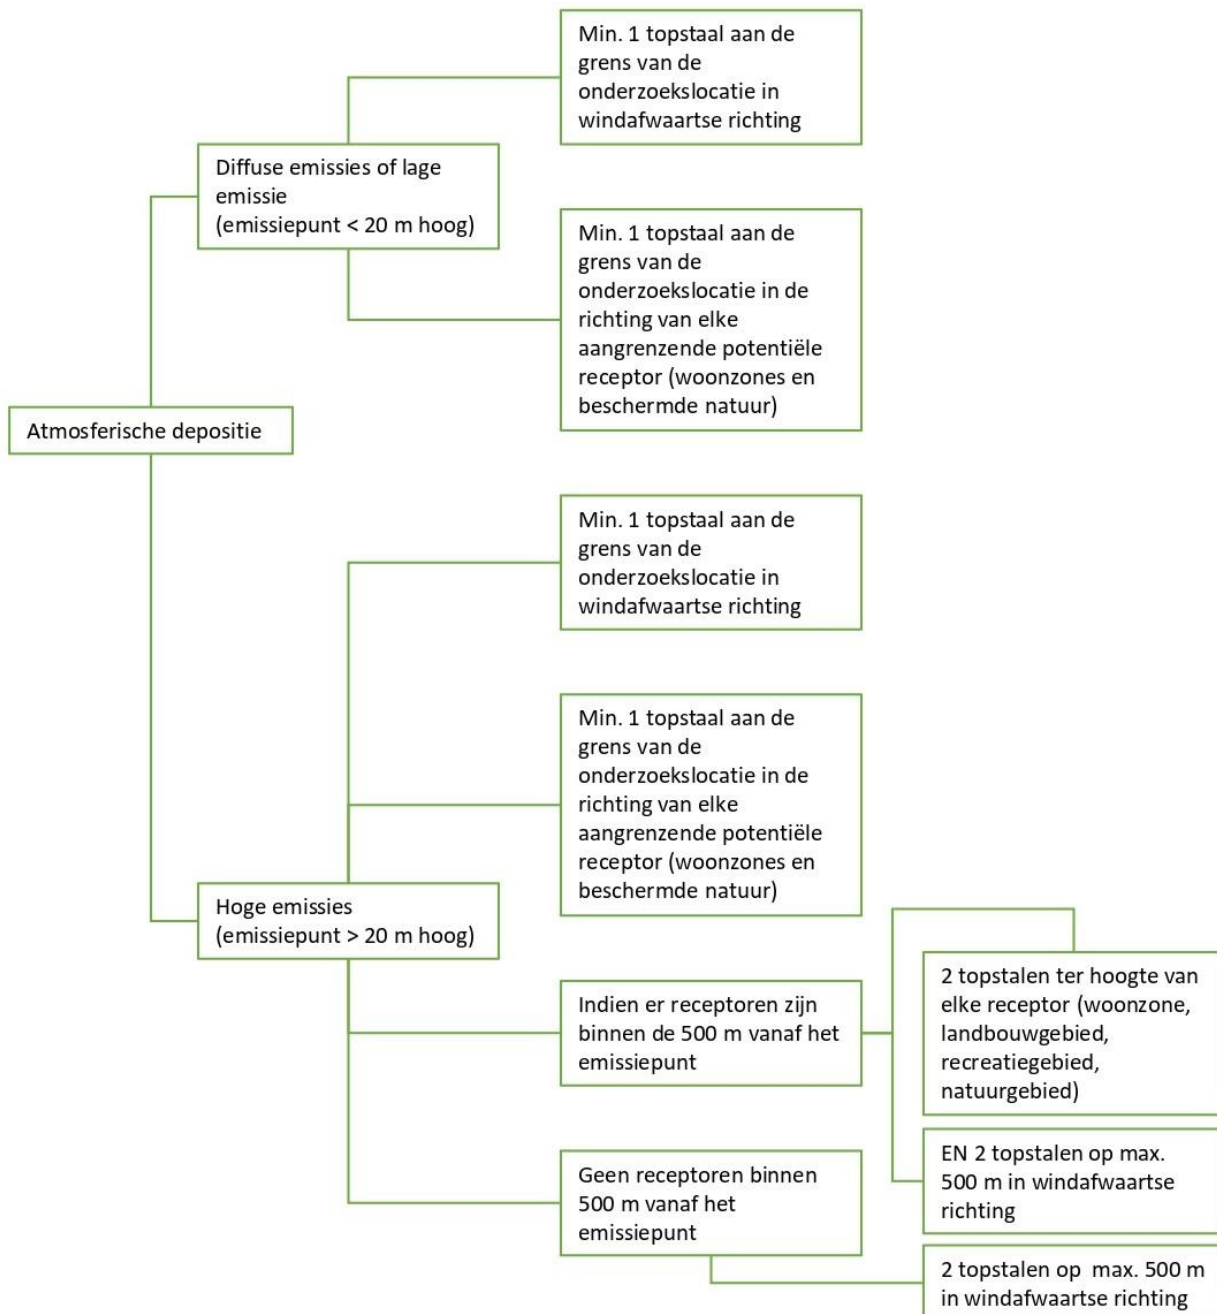 Atmosferische depositie
Diffuse emissies of lage
emissie
(emissiepunt < 20 m hoog)
Min. 1 topstaal aan de
grens van de
onderzoekslocatie in
windafwaartse richting
Min. 1 topstaal aan de
grens van de
onderzoekslocatie in de
richting van elke
aangrenzende potentiële
receptor (woonzones en
beschermde natuur)
Hoge emissies
(emissiepunt > 20 m hoog)
Min. 1 topstaal aan de
grens van de
onderzoekslocatie in
windafwaartse richting
Min. 1 topstaal aan de
grens van de
onderzoekslocatie in de
richting van elke
aangrenzende potentiële
receptor (woonzones en
beschermde natuur)
Indien er receptoren zijn
binnen de 500 m vanaf het
emissiepunt
2 topstalen ter hoogte van
elke receptor (woonzone,
landbouwgebied,
recreatiegebied,
natuurgebied)
EN 2 topstalen op max.
500 m in windafwaartse
richting
Geen receptoren binnen
500 m vanaf het
emissiepunt
2 topstalen op max. 500 m
in windafwaartse richting